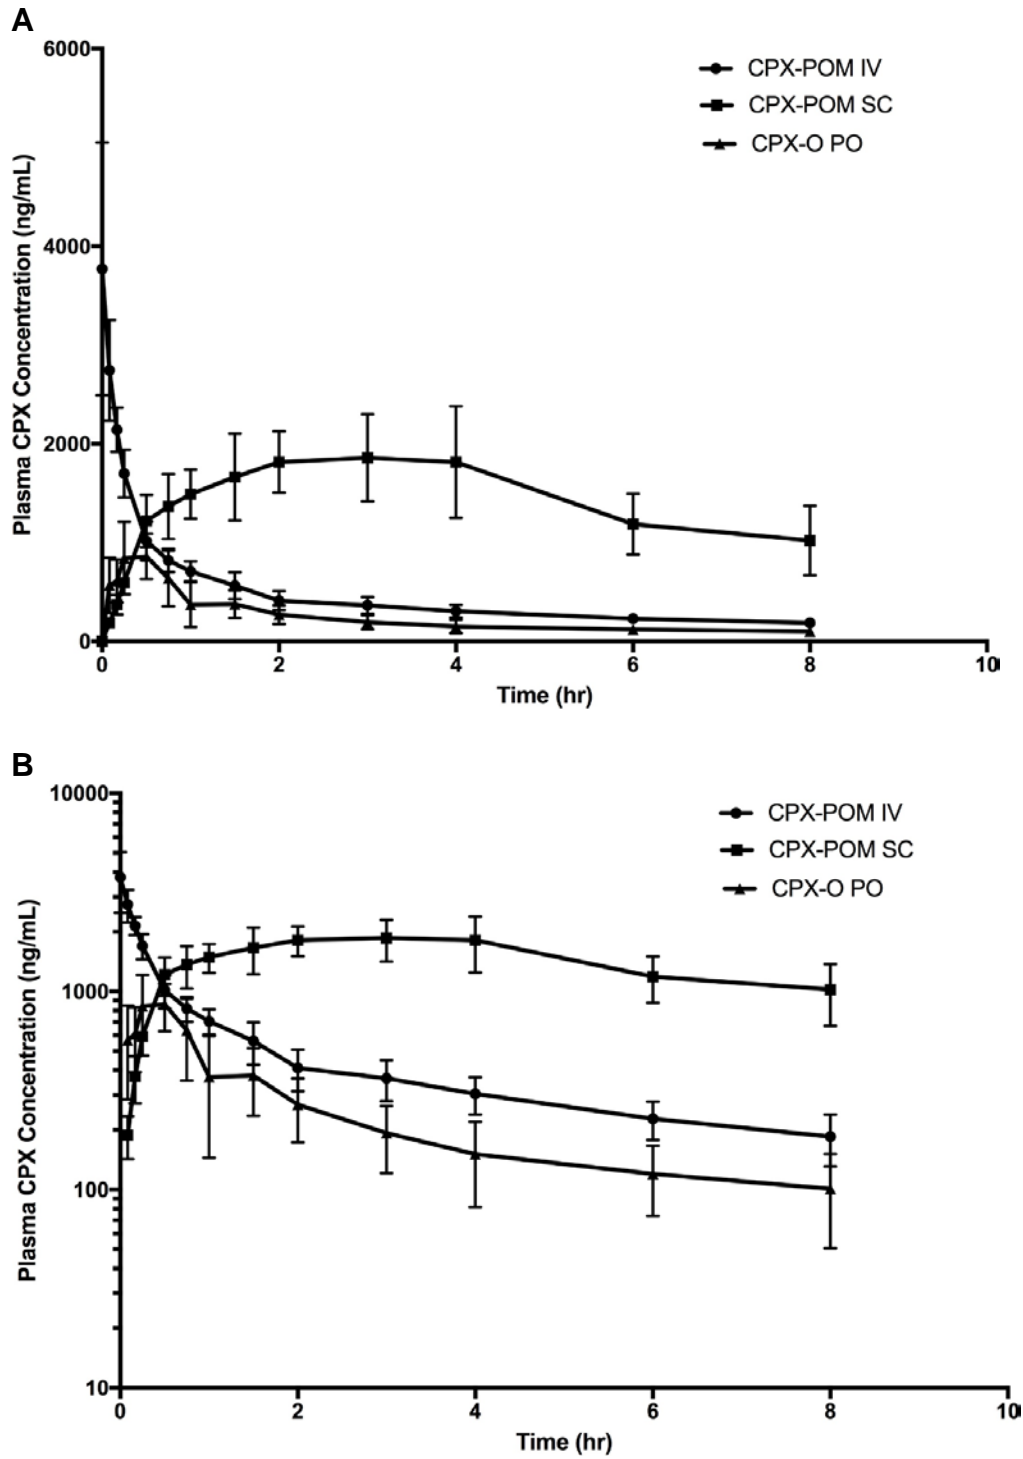 A
6000
4000
2000
0
Plasma CPX Concentration (ng/mL)
CPX-POM IV
CPX-POM SC
CPX-O PO
0 2 4 6 8 10
Time (hr)
B
10000
1000
100
10
Plasma CPX Concentration (ng/mL)
CPX-POM IV
CPX-POM SC
CPX-O PO
0 2 4 6 8 10
Time (hr)